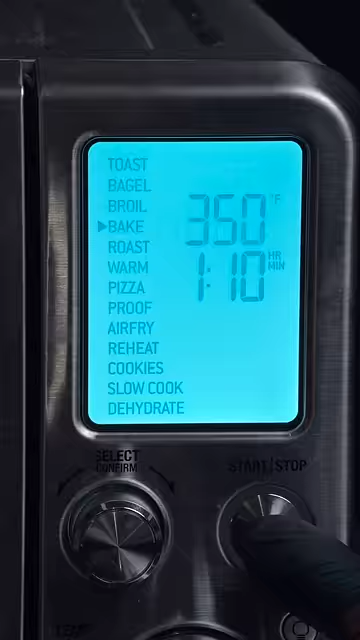 TOAST
BAGEL
BROIL
▶BAKE
ROAST
WARM
PIZZA
PROOF
AIRFRY
REHEAT
COOKIES
SLOW COOK
DEHYDRATE
350°F
1:10 HR MIN
SELECT
CONFIRM
START/STOP